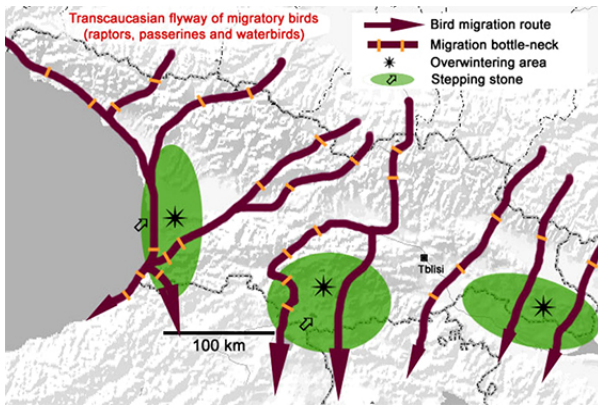 Transcaucasian flyway of migratory birds
(raptors, passerines and waterbirds)
Bird migration route
Migration bottle-neck
Overwintering area
Stepping stone
Tblisi
100 km